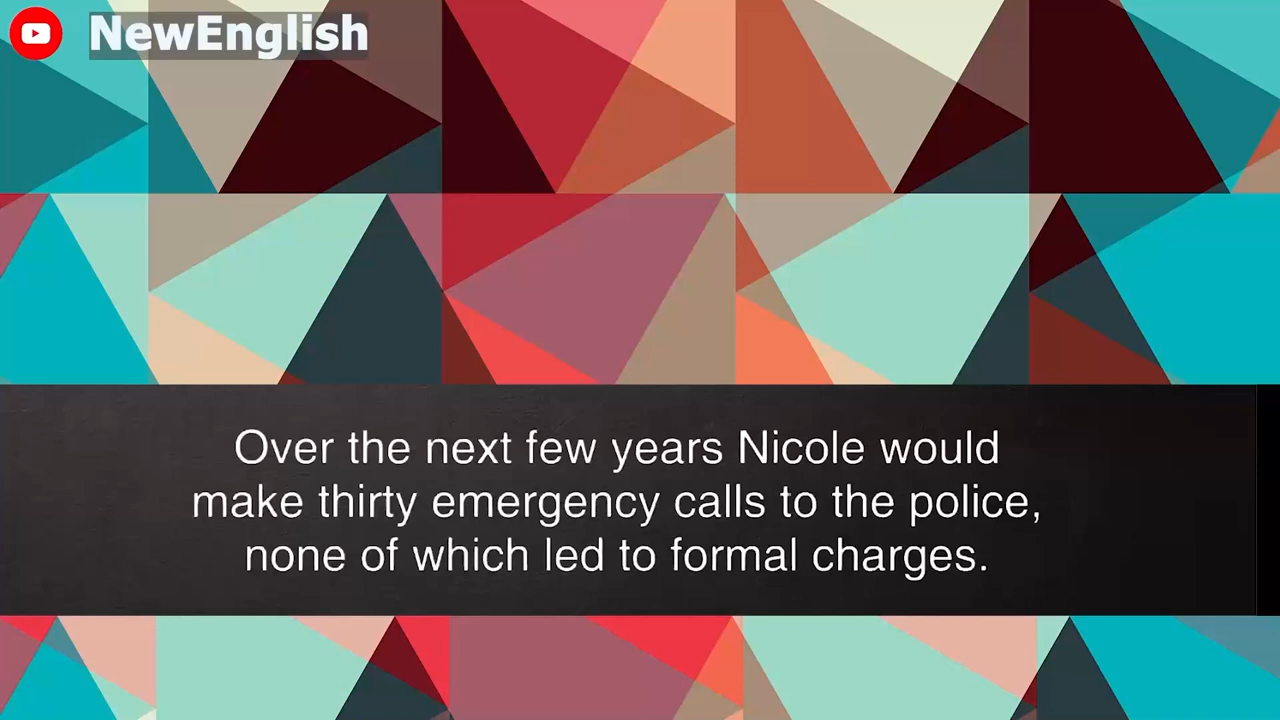 NewEnglish
Over the next few years Nicole would
make thirty emergency calls to the police,
none of which led to formal charges.